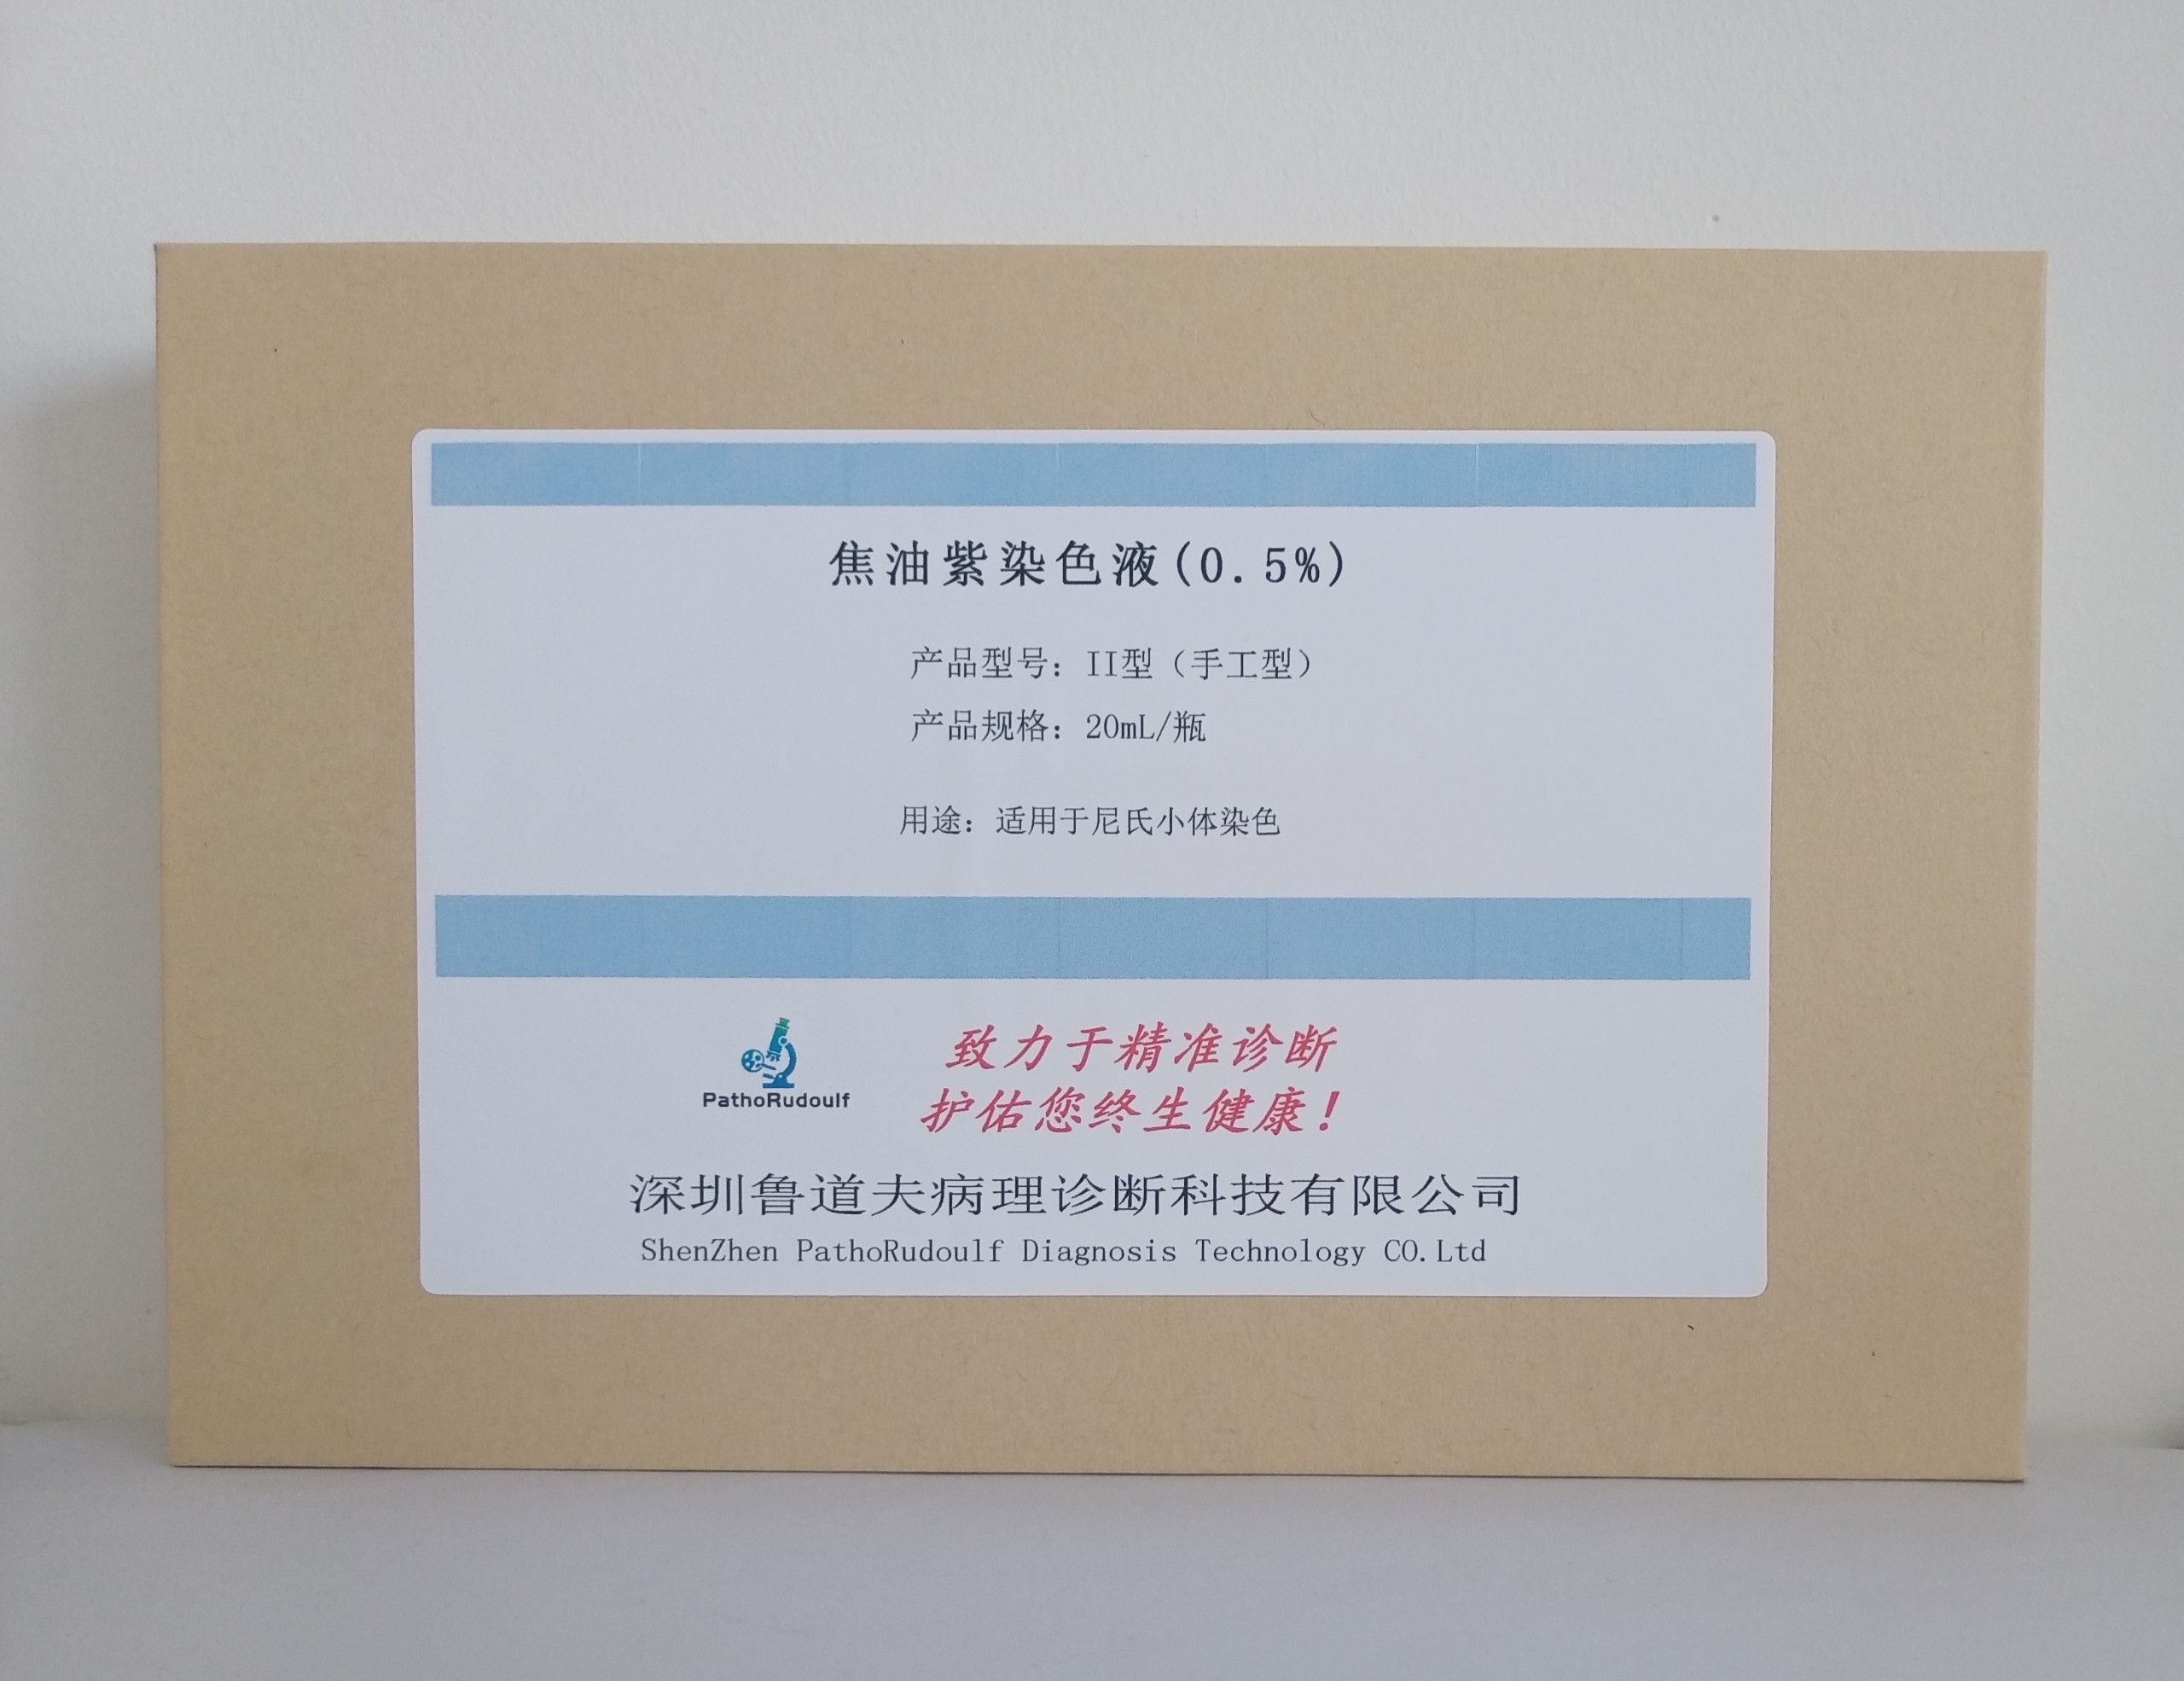 焦油紫染色液(0.5%)
产品型号：II型（手工型）
产品规格：20mL/瓶
用途：适用于尼氏小体染色
PathoRudoulf
致力于精准诊断
护佑您终生健康！
深圳鲁道夫病理诊断科技有限公司
ShenZhen PathoRudoulf Diagnosis Technology CO.Ltd